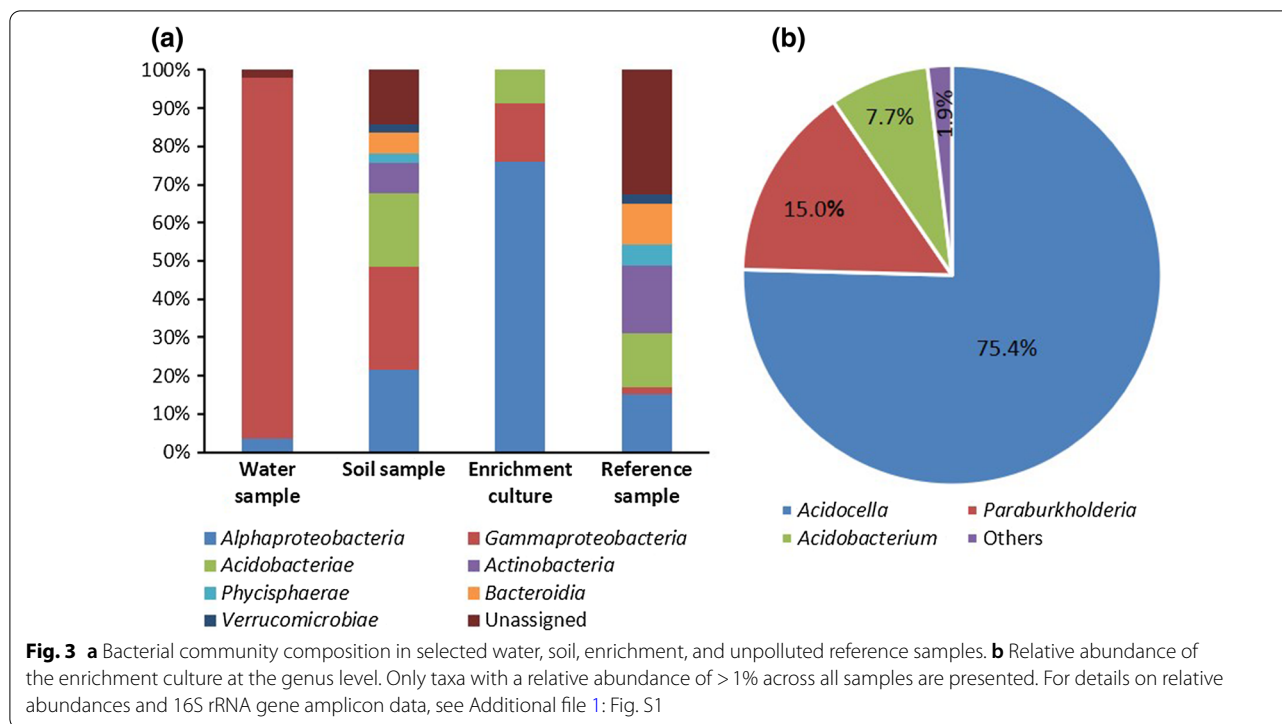 (a)
100%
90%
80%
70%
60%
50%
40%
30%
20%
10%
0%
Water sample
Soil sample
Enrichment culture
Reference sample
Alphaproteobacteria
Gammaproteobacteria
Acidobacteriae
Actinobacteria
Phycisphaerae
Bacteroidia
Verrucomicrobiae
Unassigned
(b)
1.9%
7.7%
15.0%
75.4%
Acidocella
Paraburkholderia
Acidobacterium
Others
Fig. 3 a Bacterial community composition in selected water, soil, enrichment, and unpolluted reference samples. b Relative abundance of
the enrichment culture at the genus level. Only taxa with a relative abundance of > 1% across all samples are presented. For details on relative
abundances and 16S rRNA gene amplicon data, see Additional file 1: Fig. S1